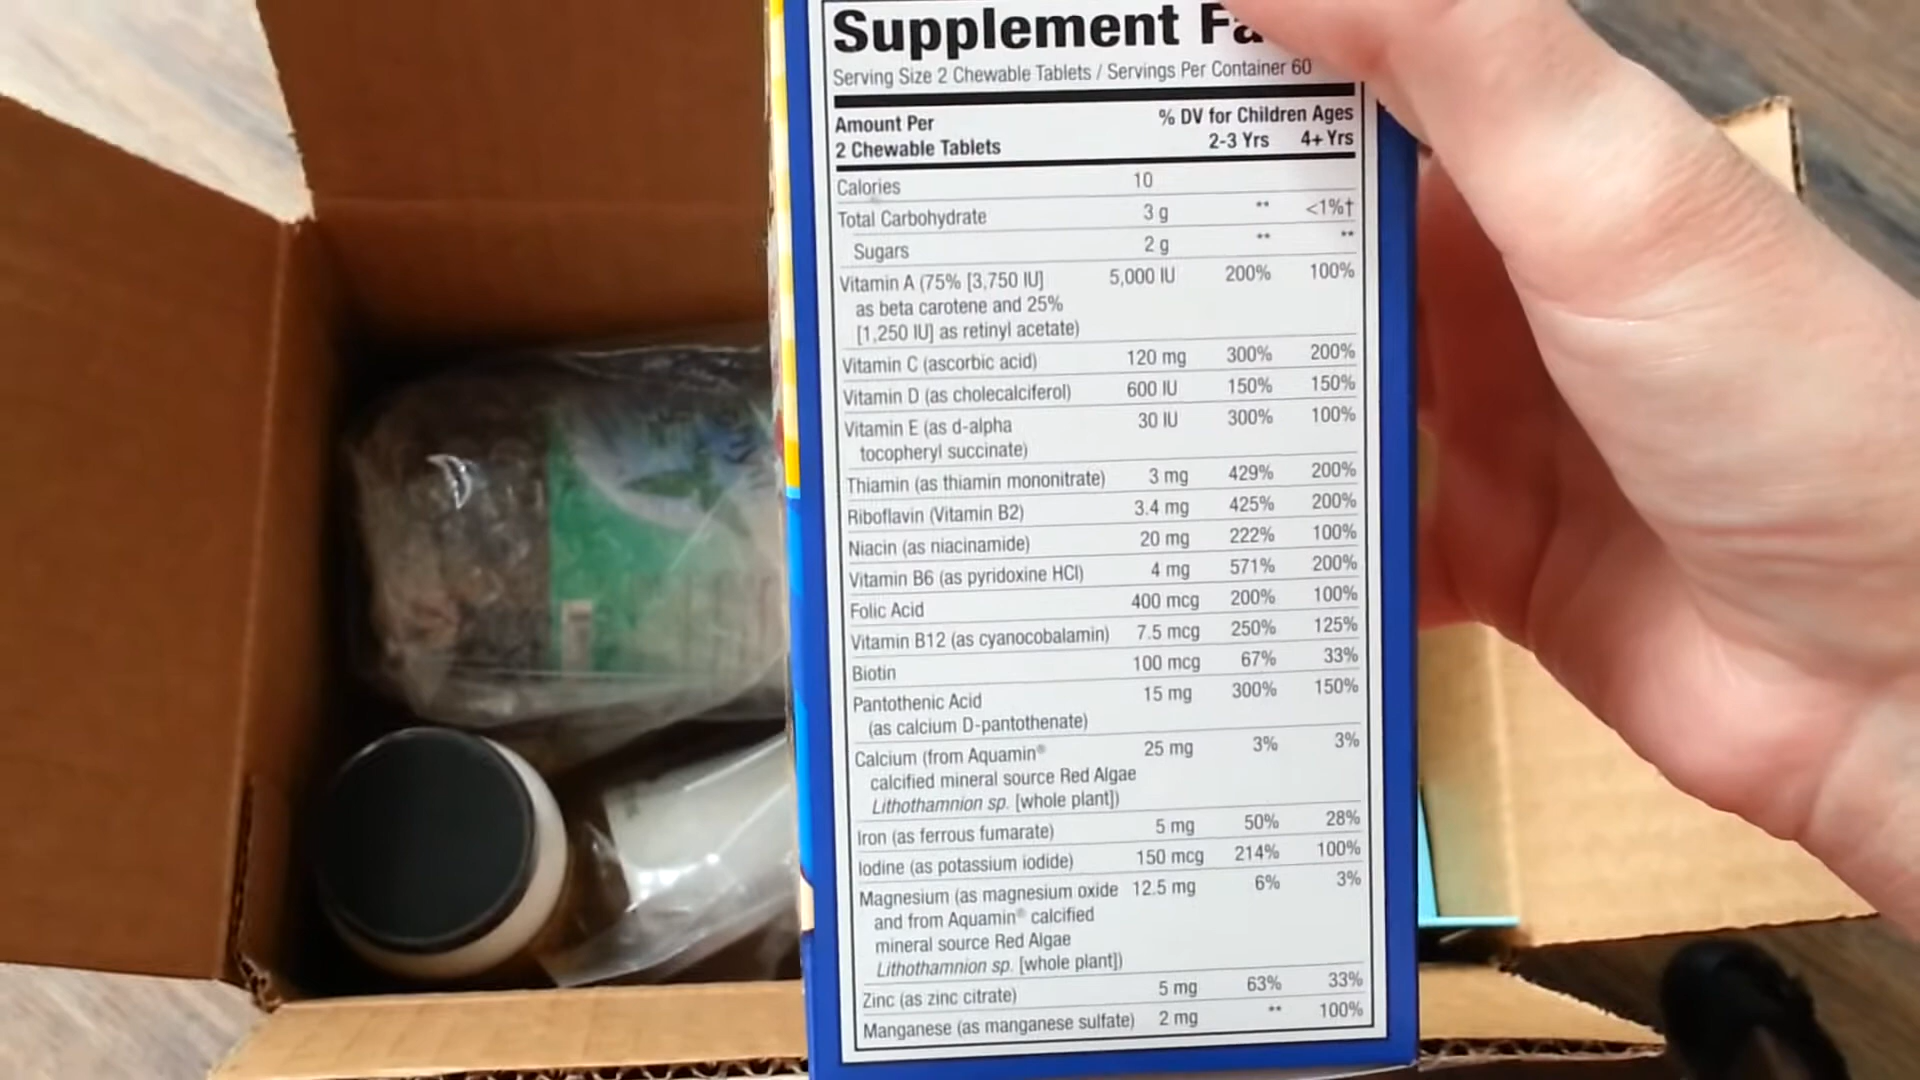 Supplement
Serving Size 2 Chewable Tablets / Servings Per Container 60
Amount Per
2 Chewable Tablets
% DV for Children Ages
2-3 Yrs 4+ Yrs
Calories 10
Total Carbohydrate 3 g ** <1%†
Sugars 2 g ** **
Vitamin A (75% [3,750 IU] 5,000 IU 200% 100%
as beta carotene and 25%
[1,250 IU] as retinyl acetate)
Vitamin C (ascorbic acid) 120 mg 300% 200%
Vitamin D (as cholecalciferol) 600 IU 150% 150%
Vitamin E (as d-alpha 30 IU 300% 100%
tocopheryl succinate)
Thiamin (as thiamin mononitrate) 3 mg 429% 200%
Riboflavin (Vitamin B2) 3.4 mg 425% 200%
Niacin (as niacinamide) 20 mg 222% 100%
Vitamin B6 (as pyridoxine HCl) 4 mg 571% 200%
Folic Acid 400 mcg 200% 100%
Vitamin B12 (as cyanocobalamin) 7.5 mcg 250% 125%
Biotin 100 mcg 67% 33%
Pantothenic Acid 15 mg 300% 150%
(as calcium D-pantothenate)
Calcium (from Aquamin® 25 mg 3% 3%
calcified mineral source Red Algae
Lithothamnion sp. [whole plant])
Iron (as ferrous fumarate) 5 mg 50% 28%
Iodine (as potassium iodide) 150 mcg 214% 100%
Magnesium (as magnesium oxide 12.5 mg 6% 3%
and from Aquamin® calcified
mineral source Red Algae
Lithothamnion sp. [whole plant])
Zinc (as zinc citrate) 5 mg 63% 33%
Manganese (as manganese sulfate) 2 mg ** 100%